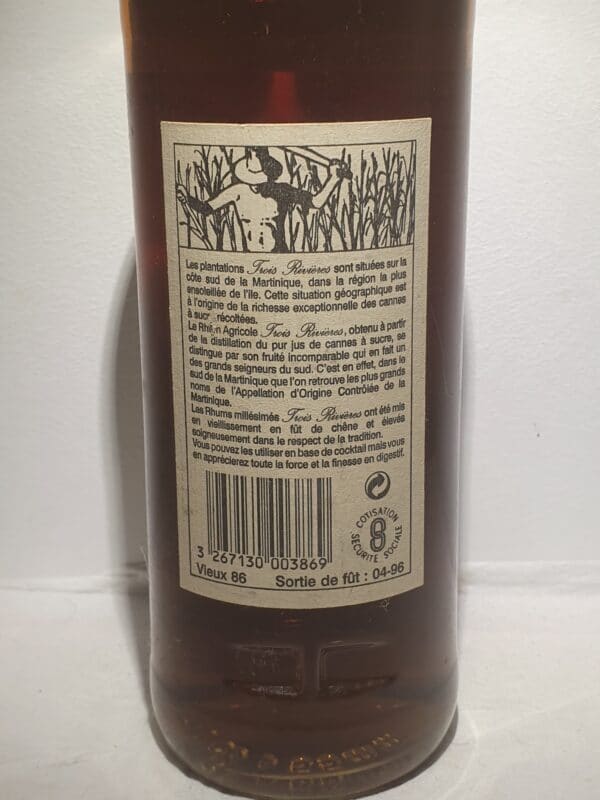 Les plantations Trois Rivières sont situées sur la
côte sud de la Martinique, dans la région la plus
ensoleillée de l'île. Cette situation géographique est
à l'origine de la richesse exceptionnelle des cannes
à sucr récoltées.
Le Rhum Agricole Trois Rivières, obtenu à partir
de la distillation du pur jus de cannes à sucre, se
distingue par son fruité incomparable qui en fait un
des grands seigneurs du sud. C'est en effet, dans le
sud de la Martinique que l'on retrouve les plus grands
noms de l'Appellation d'Origine Contrôlée de la
Martinique.
Les Rhums millésimés Trois Rivières ont été mis
en vieillissement en fût de chêne et élevés
soigneusement dans le respect de la tradition.
Vous pouvez les utiliser en base de cocktail mais vous
en apprécierez toute la force et la finesse en digestif.
COTISATION
SECURITE SOCIALE
3 267130 003869
Vieux 86 Sortie de fût : 04-96